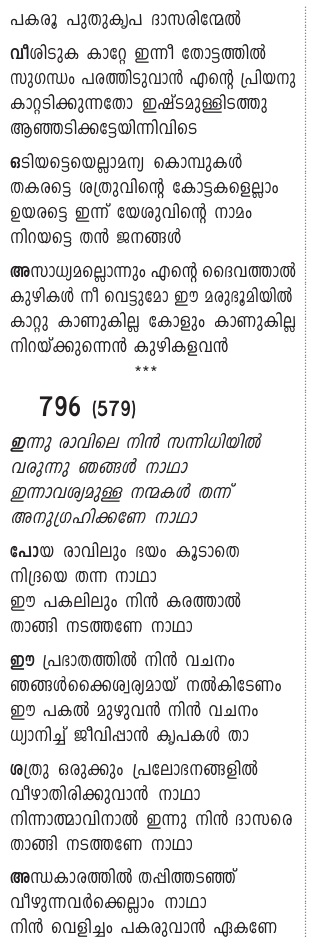 പകരൂ പുതുകൃപ ദാസരിന്മേൽ
വീശിടുക കാറ്റേ ഇന്നീ തോട്ടത്തിൽ
സുഗന്ധം പരത്തിടുവാൻ എന്റെ പ്രിയനു
കാറ്റടിക്കുന്നതോ ഇഷ്ടമുള്ളിടത്തു
ആഞ്ഞടിക്കട്ടേയിന്നിവിടെ
ഒടിയട്ടെയെല്ലാമന്യ കൊമ്പുകൾ
തകരട്ടെ ശത്രുവിന്റെ കോട്ടകളെല്ലാം
ഉയരട്ടെ ഇന്ന് യേശുവിന്റെ നാമം
നിറയട്ടെ തൻ ജനങ്ങൾ
അസാധ്യമല്ലൊന്നും എന്റെ ദൈവത്താൽ
കുഴികൾ നീ വെട്ടുമോ ഈ മരുഭൂമിയിൽ
കാറ്റു കാണുകില്ല കോളും കാണുകില്ല
നിറയ്ക്കുന്നെൻ കുഴികളവൻ
***
796 (579)
ഇന്നു രാവിലെ നിൻ സന്നിധിയിൽ
വരുന്നു ഞങ്ങൾ നാഥാ
ഇന്നാവശ്യമുള്ള നന്മകൾ തന്ന്
അനുഗ്രഹിക്കണേ നാഥാ
പോയ രാവിലും ഭയം കൂടാതെ
നിദ്രയെ തന്ന നാഥാ
ഈ പകലിലും നിൻ കരത്താൽ
താങ്ങി നടത്തണേ നാഥാ
ഈ പ്രഭാതത്തിൽ നിൻ വചനം
ഞങ്ങൾക്കൈശ്വര്യമായ് നൽകിടേണം
ഈ പകൽ മുഴുവൻ നിൻ വചനം
ധ്യാനിച്ച് ജീവിപ്പാൻ കൃപകൾ താ
ശത്രു ഒരുക്കും പ്രലോഭനങ്ങളിൽ
വീഴാതിരിക്കുവാൻ നാഥാ
നിന്നാത്മാവിനാൽ ഇന്നു നിൻ ദാസരെ
താങ്ങി നടത്തണേ നാഥാ
അന്ധകാരത്തിൽ തപ്പിത്തടഞ്ഞ്
വീഴുന്നവർക്കെല്ലാം നാഥാ
നിൻ വെളിച്ചം പകരുവാൻ ഏകണേ